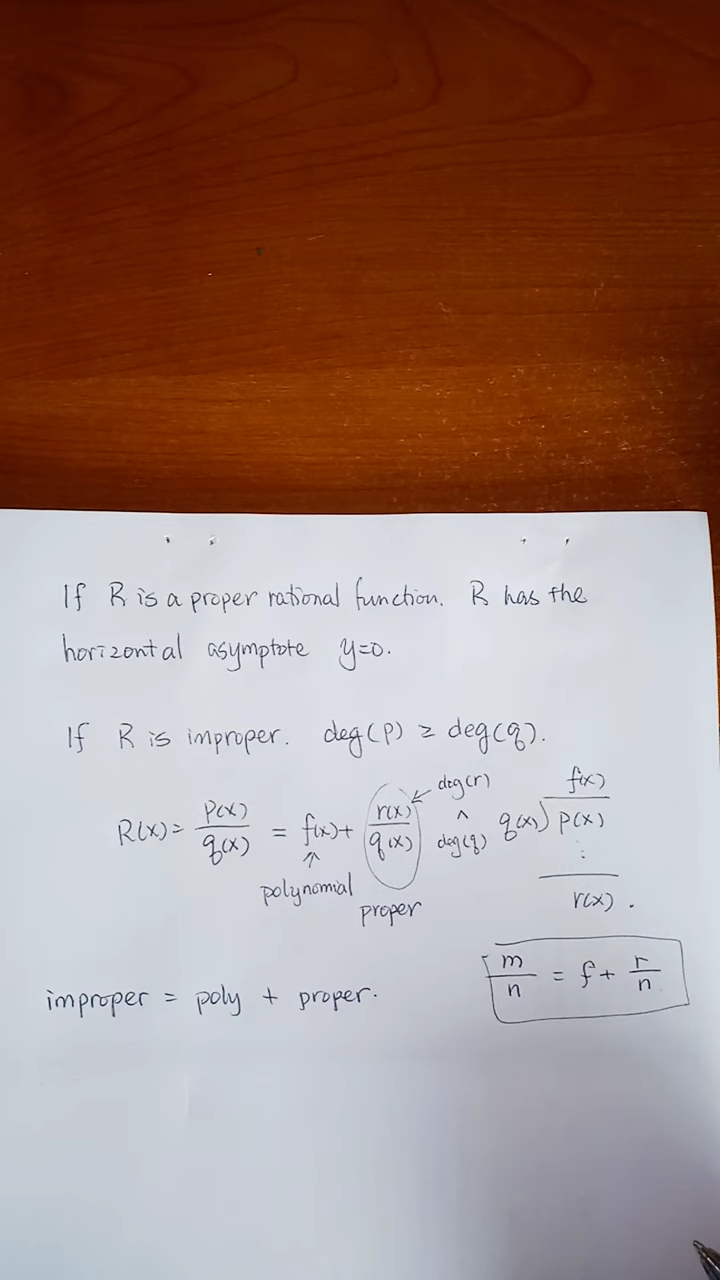 If R is a proper rational function. R has the
horizontal asymptote y=0.
If R is improper. deg(p) ≥ deg(q).
R(x) = p(x)/q(x) = f(x) + r(x)/q(x)
deg(r)
^
deg(q)
polynomial
proper
f(x)
q(x)) p(x)
⋮
r(x).
improper = poly + proper.
m/n = f + r/n